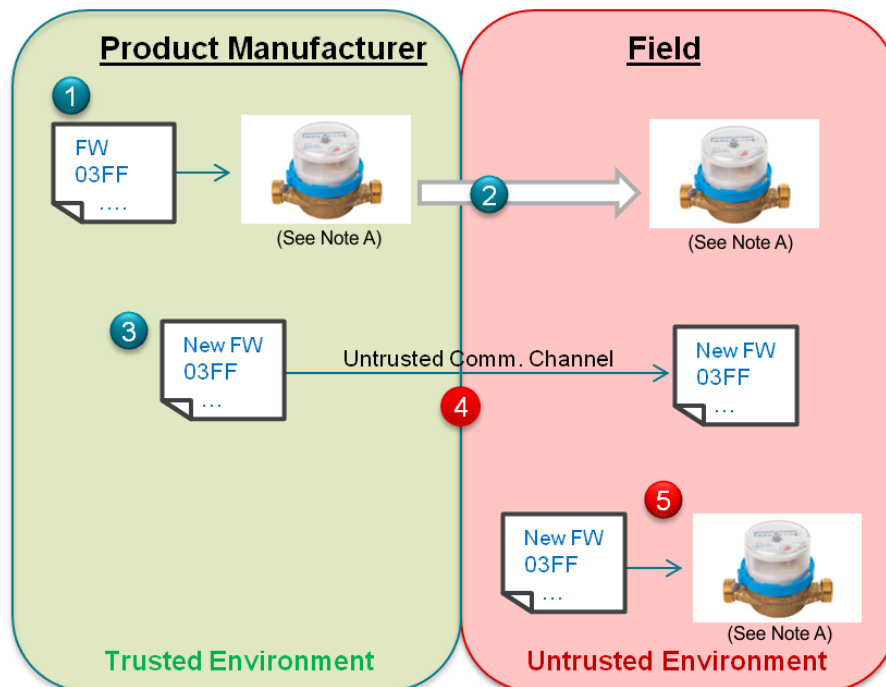 Product Manufacturer
Field
1
FW
03FF
....
(See Note A)
2
(See Note A)
3
New FW
03FF
...
Untrusted Comm. Channel
4
New FW
03FF
...
5
New FW
03FF
...
(See Note A)
Trusted Environment
Untrusted Environment